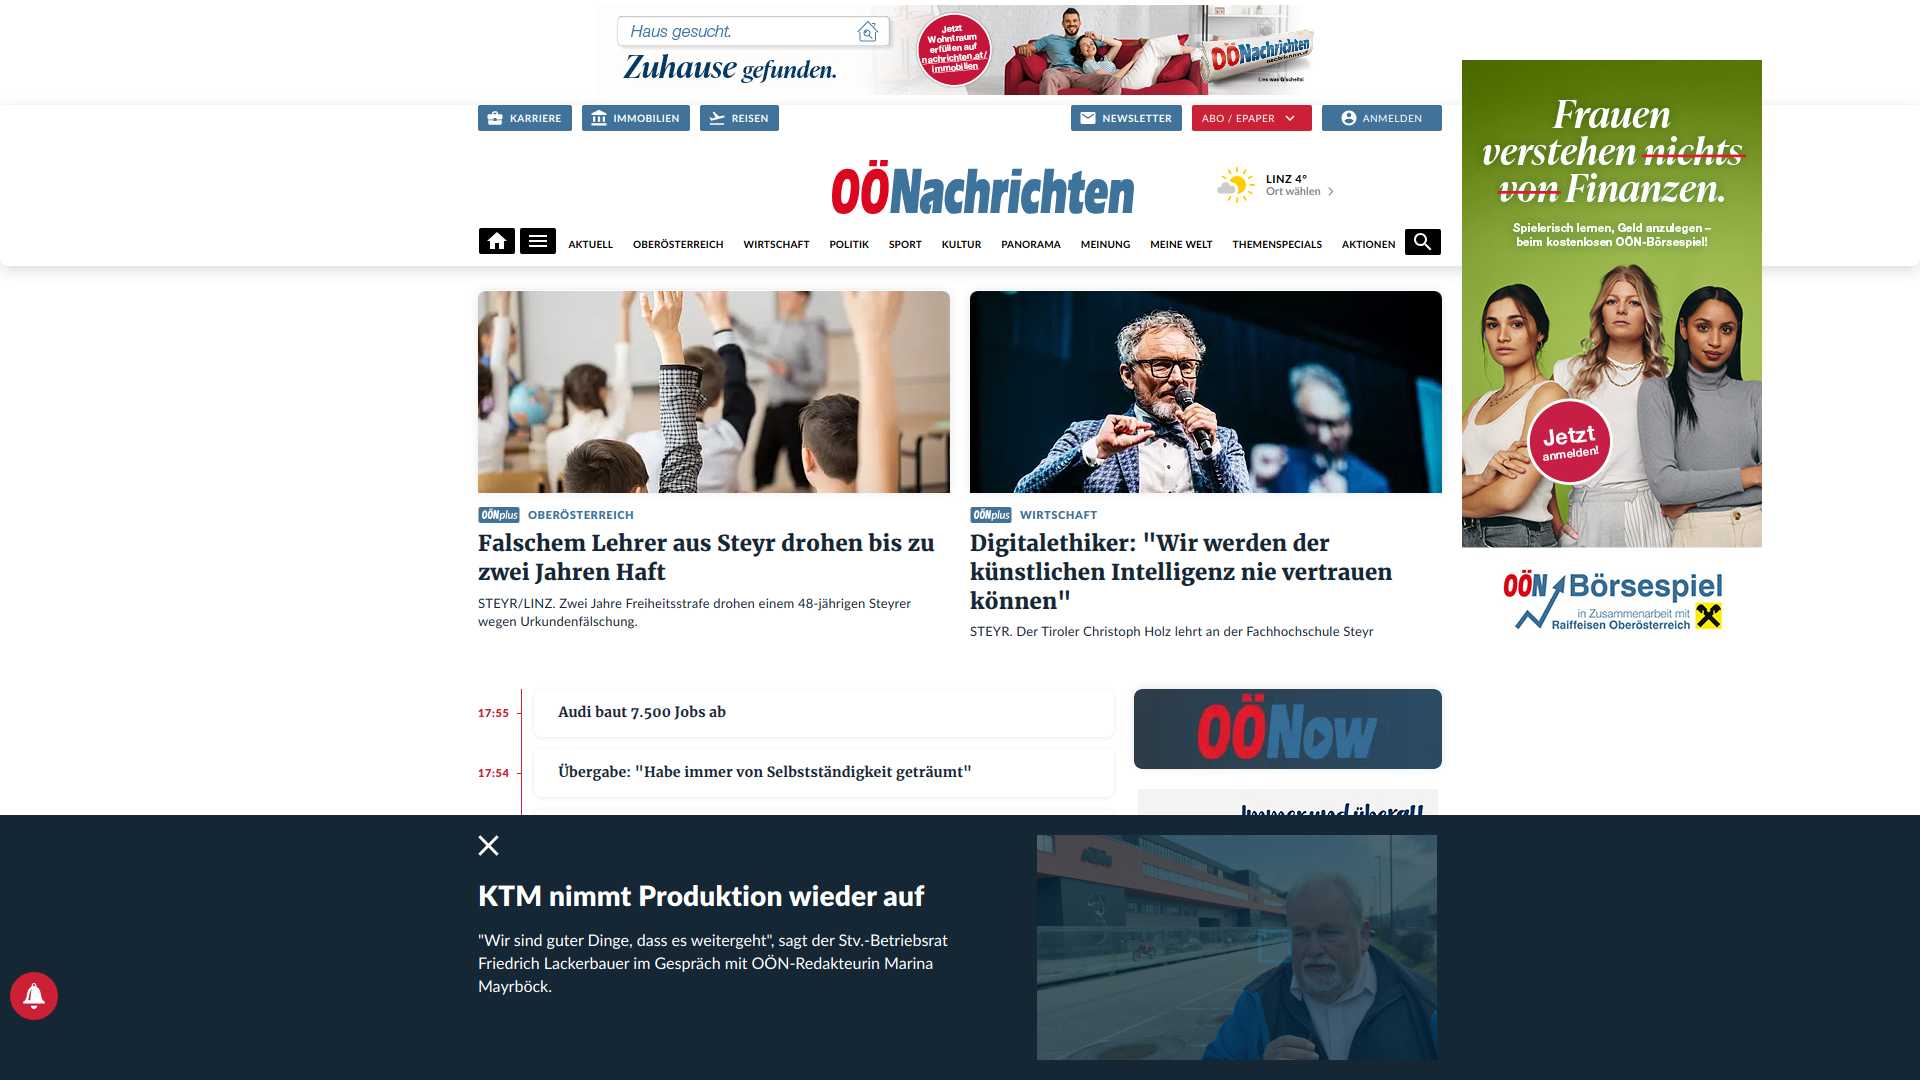 Haus gesucht.
Zuhause gefunden.
Jetzt
Wohntraum
erfüllen auf
nachrichten.at/
immobilien
OÖNachrichten
Lies was G'scheits!
KARRIERE
IMMOBILIEN
REISEN
NEWSLETTER
ABO / EPAPER
ANMELDEN
OÖNachrichten
LINZ 4°
Ort wählen
AKTUELL
OBERÖSTERREICH
WIRTSCHAFT
POLITIK
SPORT
KULTUR
PANORAMA
MEINUNG
MEINE WELT
THEMENSPECIALS
AKTIONEN
Frauen
verstehen nichts
von Finanzen.
Spielerisch lernen, Geld anzulegen –
beim kostenlosen OÖN-Börsespiel!
Jetzt
anmelden!
OÖN Börsespiel
in Zusammenarbeit mit
Raiffeisen Oberösterreich
OÖNplus OBERÖSTERREICH
Falschem Lehrer aus Steyr drohen bis zu
zwei Jahren Haft
STEYR/LINZ. Zwei Jahre Freiheitsstrafe drohen einem 48-jährigen Steyrer
wegen Urkundenfälschung.
OÖNplus WIRTSCHAFT
Digitalethiker: "Wir werden der
künstlichen Intelligenz nie vertrauen
können"
STEYR. Der Tiroler Christoph Holz lehrt an der Fachhochschule Steyr
17:55 Audi baut 7.500 Jobs ab
17:54 Übergabe: "Habe immer von Selbstständigkeit geträumt"
OÖNow
Immer und überall
KTM nimmt Produktion wieder auf
"Wir sind guter Dinge, dass es weitergeht", sagt der Stv.-Betriebsrat
Friedrich Lackerbauer im Gespräch mit OÖN-Redakteurin Marina
Mayrböck.